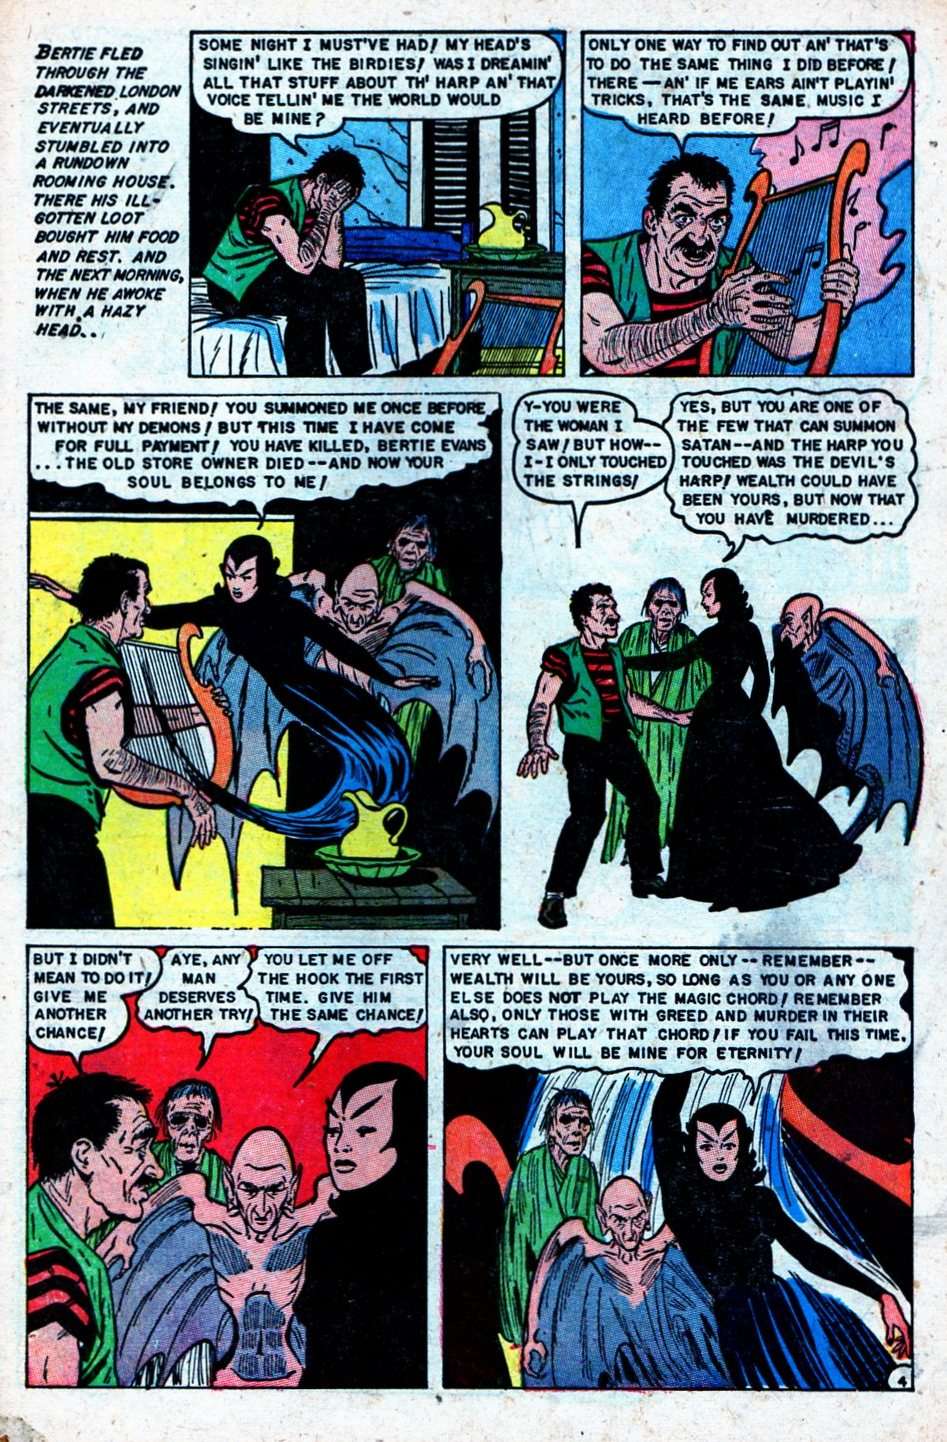 BERTIE FLED
THROUGH THE
DARKENED LONDON
STREETS, AND
EVENTUALLY
STUMBLED INTO
A RUNDOWN
ROOMING HOUSE.
THERE HIS ILL-
GOTTEN LOOT
BOUGHT HIM FOOD
AND REST. AND
THE NEXT MORNING,
WHEN HE AWOKE
WITH A HAZY
HEAD...
SOME NIGHT I MUST'VE HAD! MY HEAD'S
SINGIN' LIKE THE BIRDIES! WAS I DREAMIN'
ALL THAT STUFF ABOUT TH' HARP AN' THAT
VOICE TELLIN' ME THE WORLD WOULD
BE MINE?
ONLY ONE WAY TO FIND OUT AN' THAT'S
TO DO THE SAME THING I DID BEFORE!
THERE--AN' IF ME EARS AIN'T PLAYIN'
TRICKS, THAT'S THE SAME MUSIC I
HEARD BEFORE!
THE SAME, MY FRIEND! YOU SUMMONED ME ONCE BEFORE
WITHOUT MY DEMONS! BUT THIS TIME I HAVE COME
FOR FULL PAYMENT! YOU HAVE KILLED, BERTIE EVANS
...THE OLD STORE OWNER DIED--AND NOW YOUR
SOUL BELONGS TO ME!
Y-YOU WERE
THE WOMAN I
SAW! BUT HOW--
I-I ONLY TOUCHED
THE STRINGS!
YES, BUT YOU ARE ONE OF
THE FEW THAT CAN SUMMON
SATAN--AND THE HARP YOU
TOUCHED WAS THE DEVIL'S
HARP! WEALTH COULD HAVE
BEEN YOURS, BUT NOW THAT
YOU HAVE MURDERED...
BUT I DIDN'T
MEAN TO DO IT!
GIVE ME
ANOTHER
CHANCE!
AYE, ANY
MAN
DESERVES
ANOTHER TRY!
YOU LET ME OFF
THE HOOK THE FIRST
TIME. GIVE HIM
THE SAME CHANCE!
VERY WELL--BUT ONCE MORE ONLY--REMEMBER--
WEALTH WILL BE YOURS, SO LONG AS YOU OR ANY ONE
ELSE DOES NOT PLAY THE MAGIC CHORD! REMEMBER
ALSO, ONLY THOSE WITH GREED AND MURDER IN THEIR
HEARTS CAN PLAY THAT CHORD! IF YOU FAIL THIS TIME,
YOUR SOUL WILL BE MINE FOR ETERNITY!
4